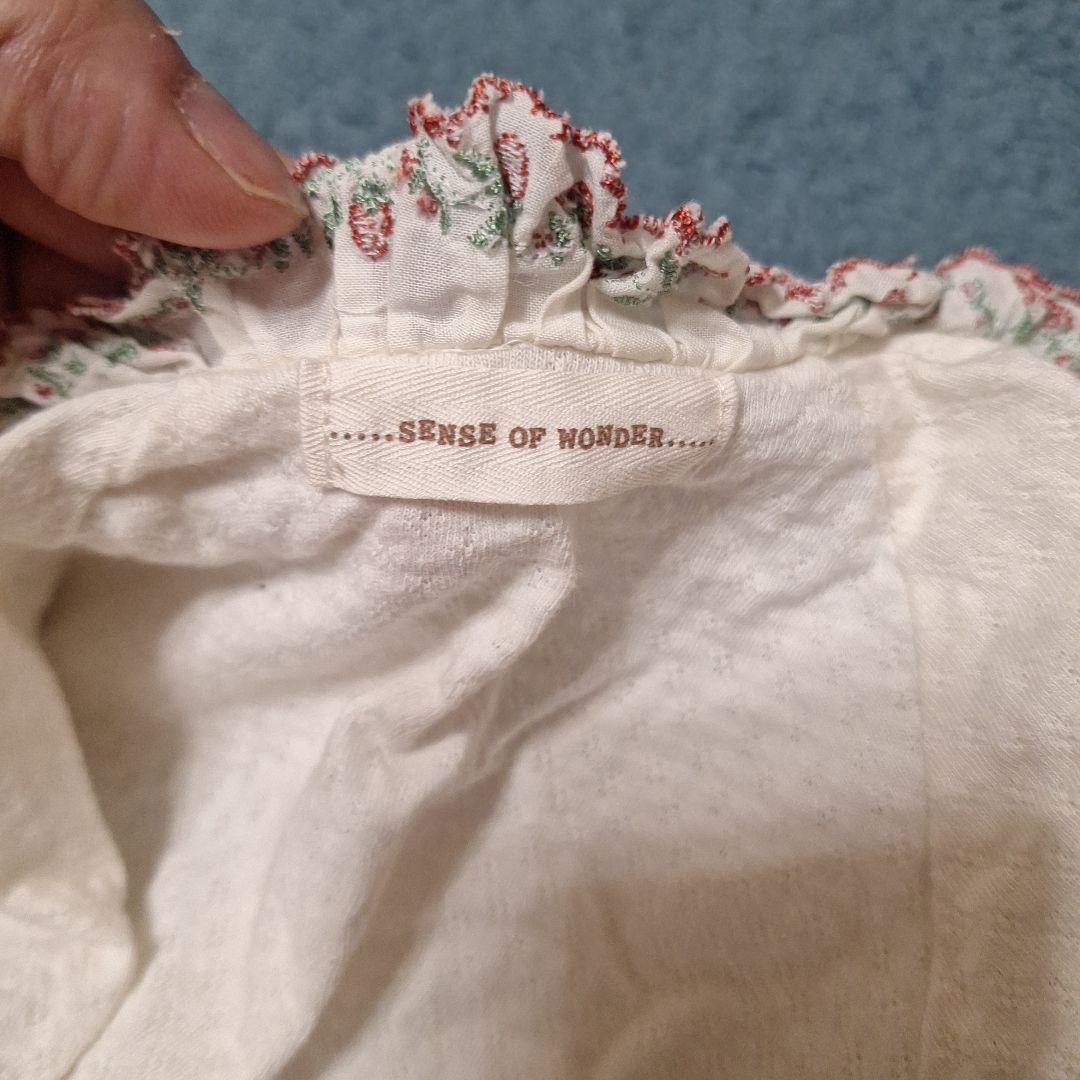 .....SENSE OF WONDER.....